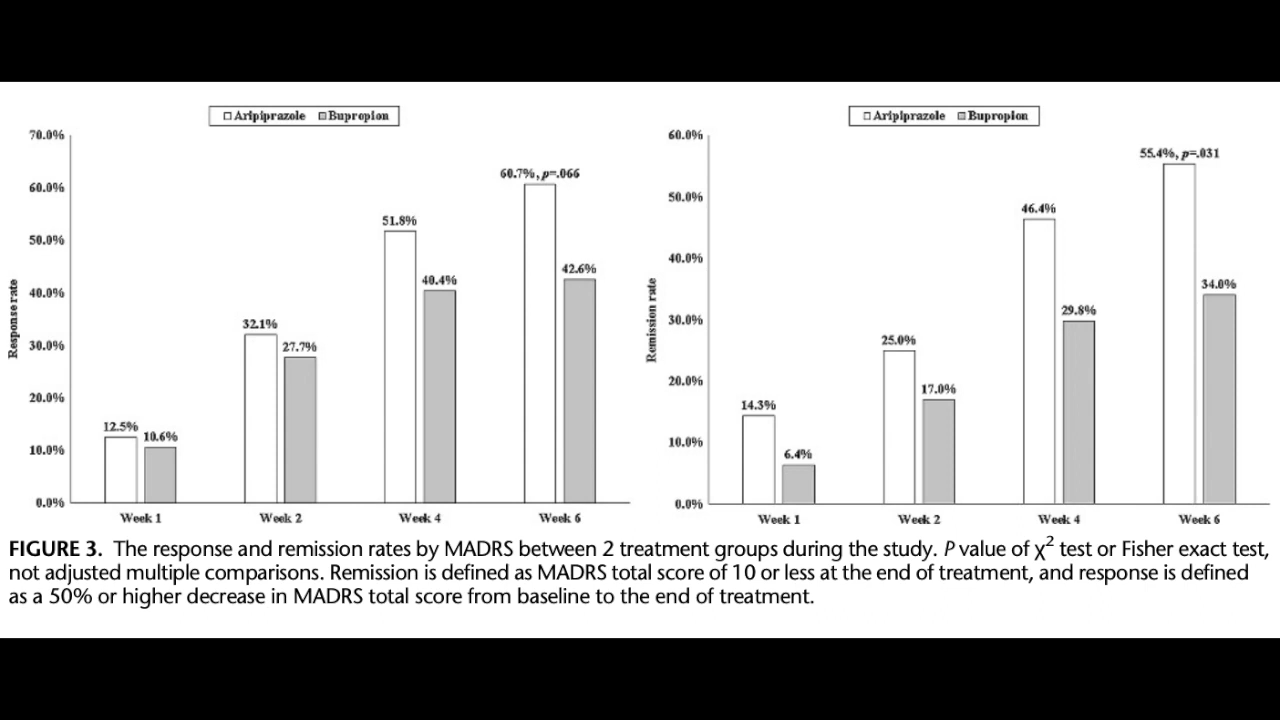 Aripiprazole Bupropion
70.0%
60.0%
50.0%
40.0%
30.0%
20.0%
10.0%
0.0%
Response rate
12.5%
10.6%
32.1%
27.7%
51.8%
40.4%
60.7%, p=.066
42.6%
Week 1 Week 2 Week 4 Week 6
Aripiprazole Bupropion
60.0%
50.0%
40.0%
30.0%
20.0%
10.0%
0.0%
Remission rate
14.3%
6.4%
25.0%
17.0%
46.4%
29.8%
55.4%, p=.031
34.0%
Week 1 Week 2 Week 4 Week 6
FIGURE 3. The response and remission rates by MADRS between 2 treatment groups during the study. P value of χ² test or Fisher exact test,
not adjusted multiple comparisons. Remission is defined as MADRS total score of 10 or less at the end of treatment, and response is defined
as a 50% or higher decrease in MADRS total score from baseline to the end of treatment.